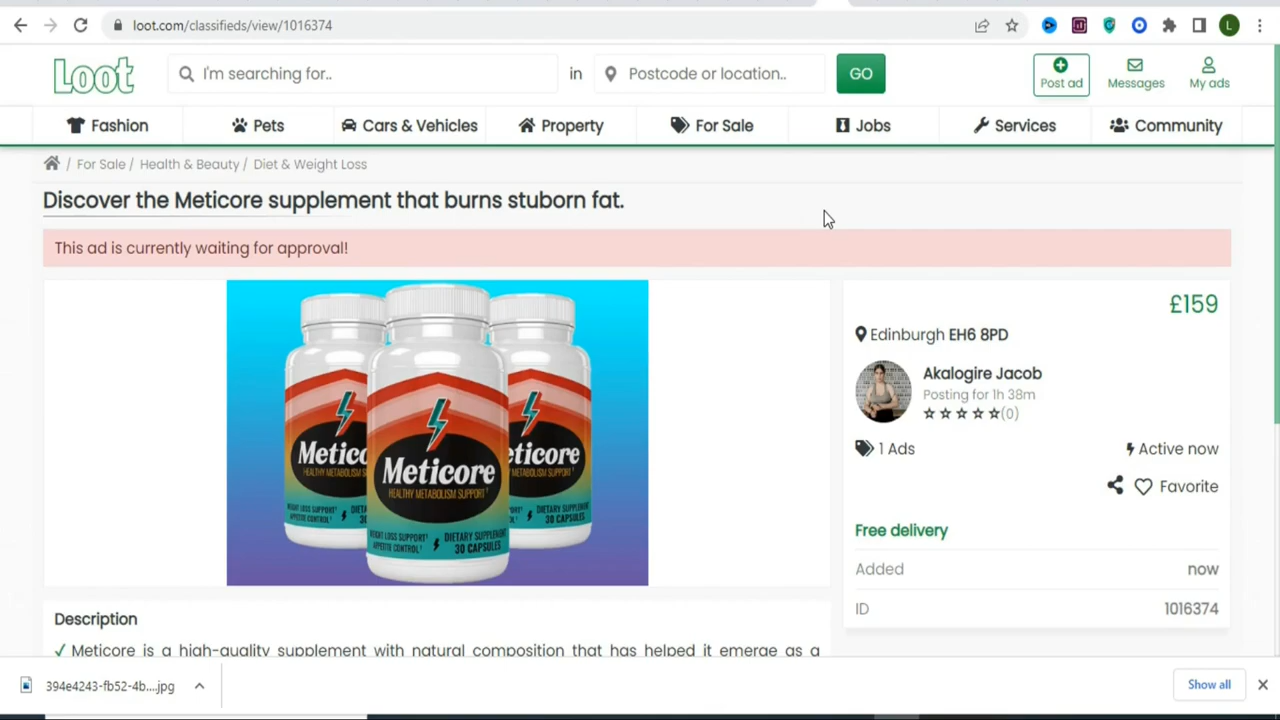 loot.com/classifieds/view/1016374
L
Loot
I'm searching for..
in
Postcode or location..
GO
Post ad
Messages
My ads
Fashion
Pets
Cars & Vehicles
Property
For Sale
Jobs
Services
Community
/ For Sale / Health & Beauty / Diet & Weight Loss
Discover the Meticore supplement that burns stuborn fat.
This ad is currently waiting for approval!
Meticore
HEALTHY METABOLISM SUPPORT†
WEIGHT LOSS SUPPORT†
APPETITE CONTROL†
DIETARY SUPPLEMENT
30 CAPSULES
£159
Edinburgh EH6 8PD
Akalogire Jacob
Posting for 1h 38m
(0)
1 Ads
Active now
Favorite
Free delivery
Added now
ID 1016374
Description
✓ Meticore is a high-quality supplement with natural composition that has helped it emerge as a
394e4243-fb52-4b....jpg
Show all